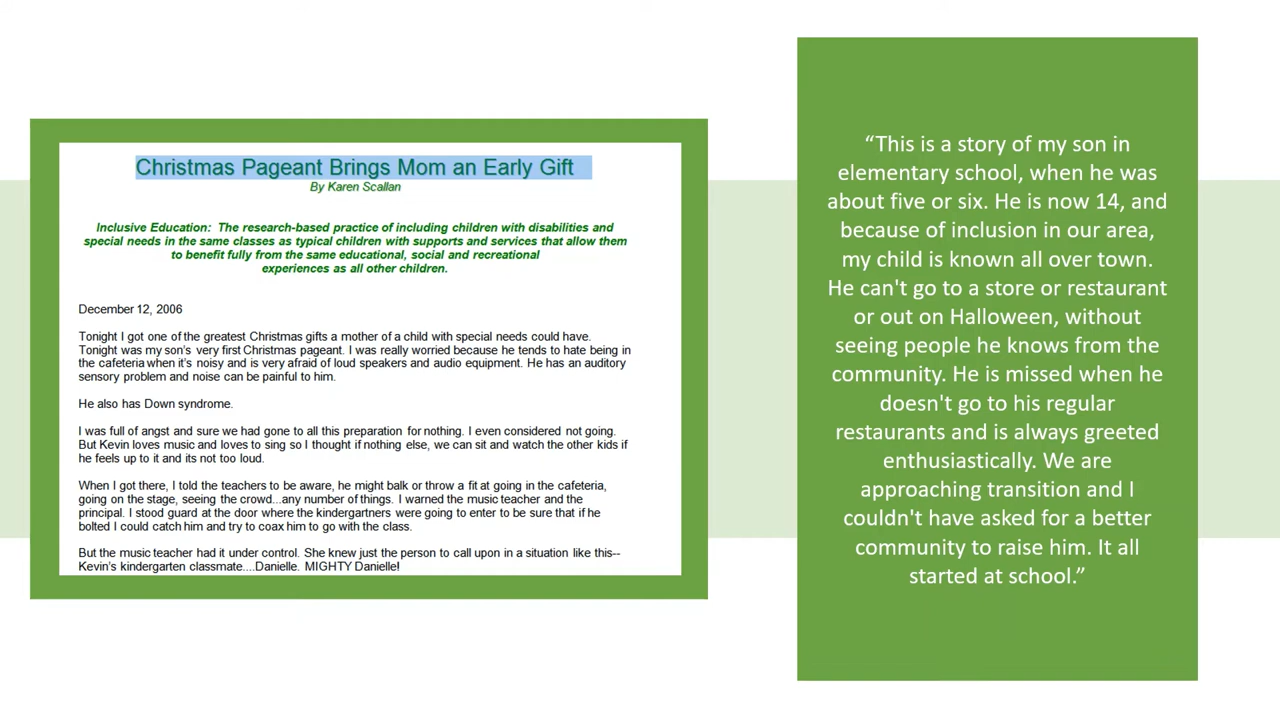 Christmas Pageant Brings Mom an Early Gift
By Karen Scallan
Inclusive Education:  The research-based practice of including children with disabilities and
special needs in the same classes as typical children with supports and services that allow them
to benefit fully from the same educational, social and recreational
experiences as all other children.
December 12, 2006
Tonight I got one of the greatest Christmas gifts a mother of a child with special needs could have.
Tonight was my son's very first Christmas pageant. I was really worried because he tends to hate being in
the cafeteria when it's noisy and is very afraid of loud speakers and audio equipment. He has an auditory
sensory problem and noise can be painful to him.
He also has Down syndrome.
I was full of angst and sure we had gone to all this preparation for nothing. I even considered not going.
But Kevin loves music and loves to sing so I thought if nothing else, we can sit and watch the other kids if
he feels up to it and its not too loud.
When I got there, I told the teachers to be aware, he might balk or throw a fit at going in the cafeteria,
going on the stage, seeing the crowd...any number of things. I warned the music teacher and the
principal. I stood guard at the door where the kindergartners were going to enter to be sure that if he
bolted I could catch him and try to coax him to go with the class.
But the music teacher had it under control. She knew just the person to call upon in a situation like this--
Kevin's kindergarten classmate....Danielle. MIGHTY Danielle!
“This is a story of my son in
elementary school, when he was
about five or six. He is now 14, and
because of inclusion in our area,
my child is known all over town.
He can't go to a store or restaurant
or out on Halloween, without
seeing people he knows from the
community. He is missed when he
doesn't go to his regular
restaurants and is always greeted
enthusiastically. We are
approaching transition and I
couldn't have asked for a better
community to raise him. It all
started at school.”